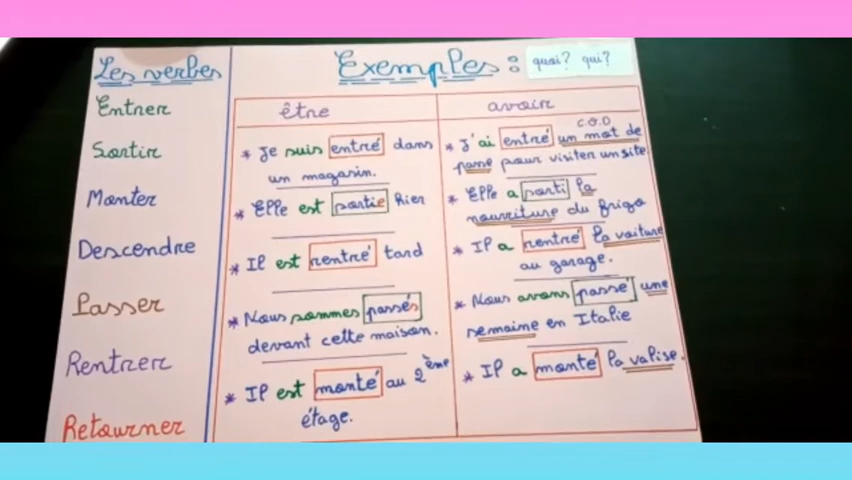 Les verbes
Entrer
Sortir
Monter
Descendre
Passer
Rentrer
Retourner
Exemples :
quoi? qui?
être
* Je suis entré dans
un magasin.
* Elle est partie hier
* Il est rentré tard
* Nous sommes passés
devant cette maison.
* Il est monté au 2ème
étage.
avoir
C.O.D
* J'ai entré un mot de
passe pour visiter un site
* Elle a parti la
nourriture du frigo
* Il a rentré la voiture
au garage.
* Nous avons passé une
semaine en Italie
* Il a monté la valise.